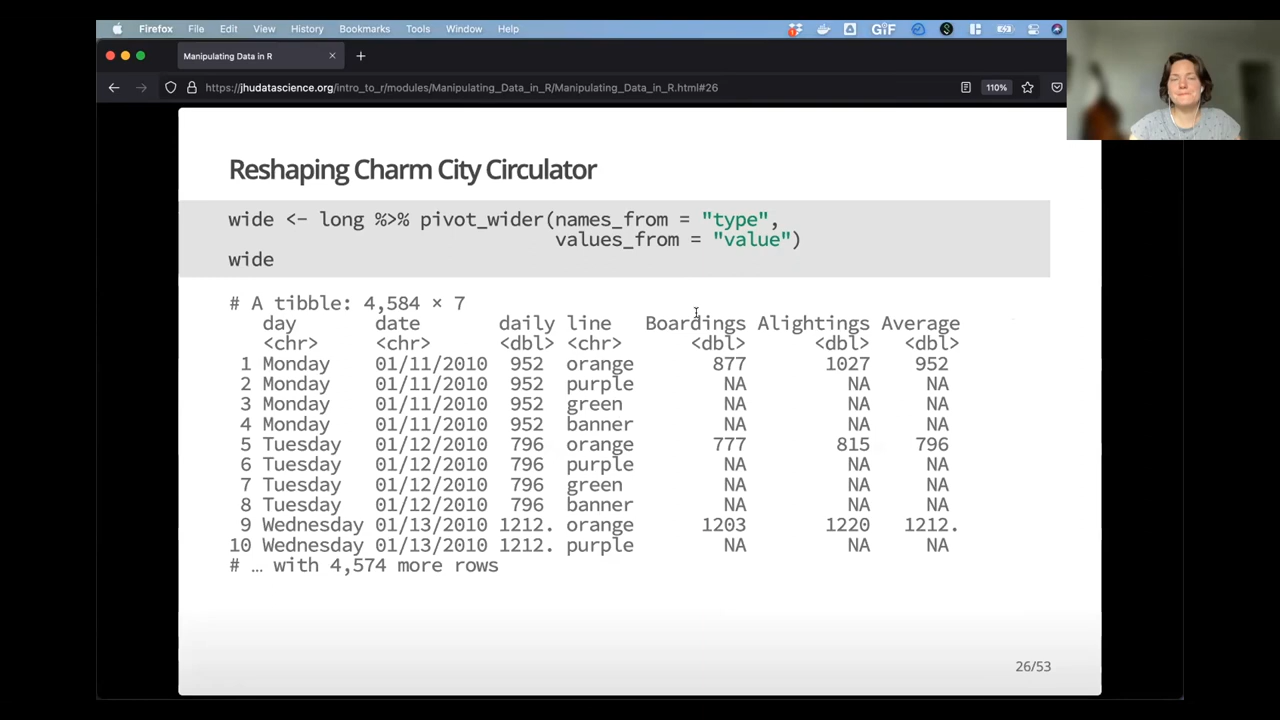 Firefox File Edit View History Bookmarks Tools Window Help
GIF
Manipulating Data in R
https://jhudatascience.org/intro_to_r/modules/Manipulating_Data_in_R/Manipulating_Data_in_R.html#26
110%
Reshaping Charm City Circulator
wide <- long %>% pivot_wider(names_from = "type",
values_from = "value")
wide
# A tibble: 4,584 × 7
day date daily line Boardings Alightings Average
<chr> <chr> <dbl> <chr> <dbl> <dbl> <dbl>
1 Monday 01/11/2010 952 orange 877 1027 952
2 Monday 01/11/2010 952 purple NA NA NA
3 Monday 01/11/2010 952 green NA NA NA
4 Monday 01/11/2010 952 banner NA NA NA
5 Tuesday 01/12/2010 796 orange 777 815 796
6 Tuesday 01/12/2010 796 purple NA NA NA
7 Tuesday 01/12/2010 796 green NA NA NA
8 Tuesday 01/12/2010 796 banner NA NA NA
9 Wednesday 01/13/2010 1212. orange 1203 1220 1212.
10 Wednesday 01/13/2010 1212. purple NA NA NA
# … with 4,574 more rows
26/53